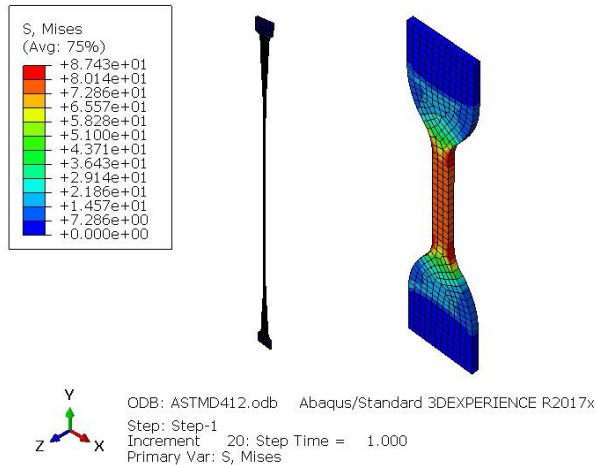 S, Mises
(Avg: 75%)
+8.743e+01
+8.014e+01
+7.286e+01
+6.557e+01
+5.828e+01
+5.100e+01
+4.371e+01
+3.643e+01
+2.914e+01
+2.186e+01
+1.457e+01
+7.286e+00
+0.000e+00
Y
Z
X
ODB: ASTMD412.odb Abaqus/Standard 3DEXPERIENCE R2017x
Step: Step-1
Increment 20: Step Time = 1.000
Primary Var: S, Mises